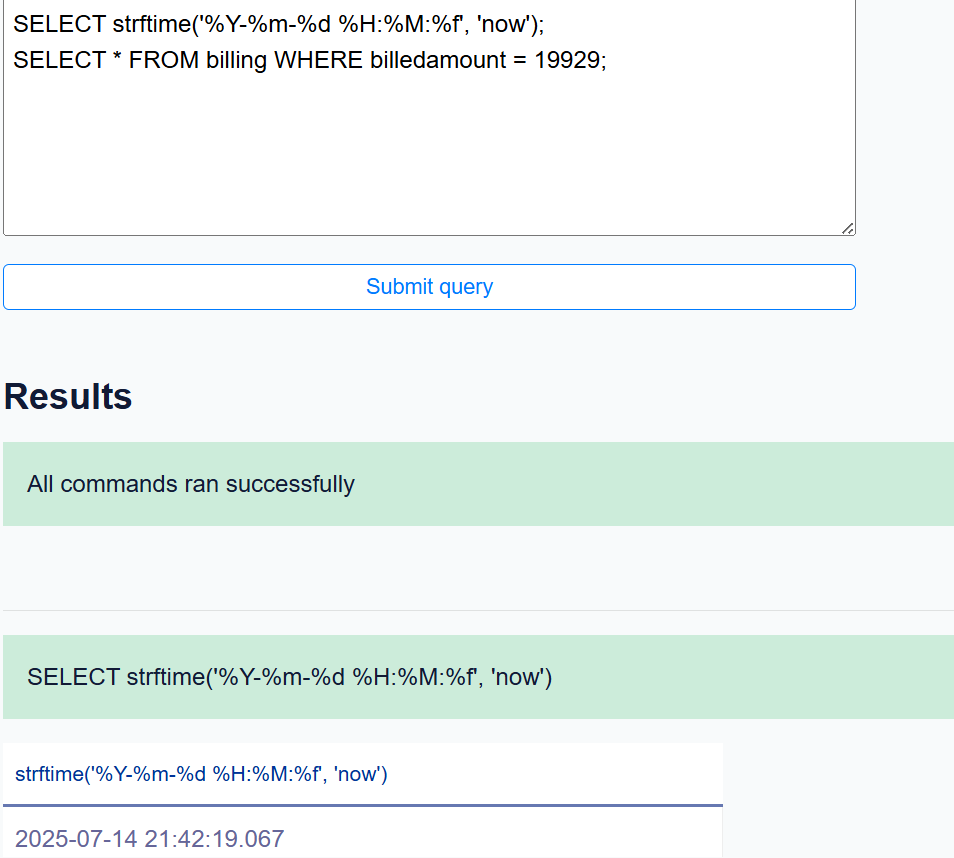 SELECT strftime('%Y-%m-%d %H:%M:%f', 'now');
SELECT * FROM billing WHERE billedamount = 19929;
Submit query
Results
All commands ran successfully
SELECT strftime('%Y-%m-%d %H:%M:%f', 'now')
strftime('%Y-%m-%d %H:%M:%f', 'now')
2025-07-14 21:42:19.067